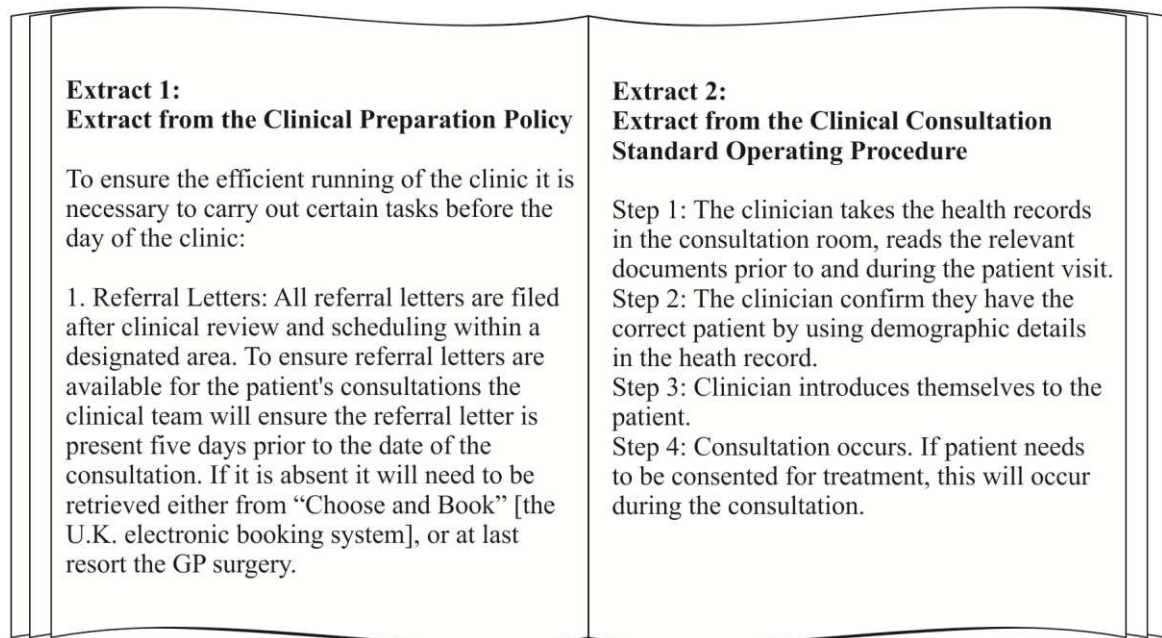 Extract 1:
Extract from the Clinical Preparation Policy
To ensure the efficient running of the clinic it is
necessary to carry out certain tasks before the
day of the clinic:
1. Referral Letters: All referral letters are filed
after clinical review and scheduling within a
designated area. To ensure referral letters are
available for the patient's consultations the
clinical team will ensure the referral letter is
present five days prior to the date of the
consultation. If it is absent it will need to be
retrieved either from “Choose and Book” [the
U.K. electronic booking system], or at last
resort the GP surgery.
Extract 2:
Extract from the Clinical Consultation
Standard Operating Procedure
Step 1: The clinician takes the health records
in the consultation room, reads the relevant
documents prior to and during the patient visit.
Step 2: The clinician confirm they have the
correct patient by using demographic details
in the heath record.
Step 3: Clinician introduces themselves to the
patient.
Step 4: Consultation occurs. If patient needs
to be consented for treatment, this will occur
during the consultation.